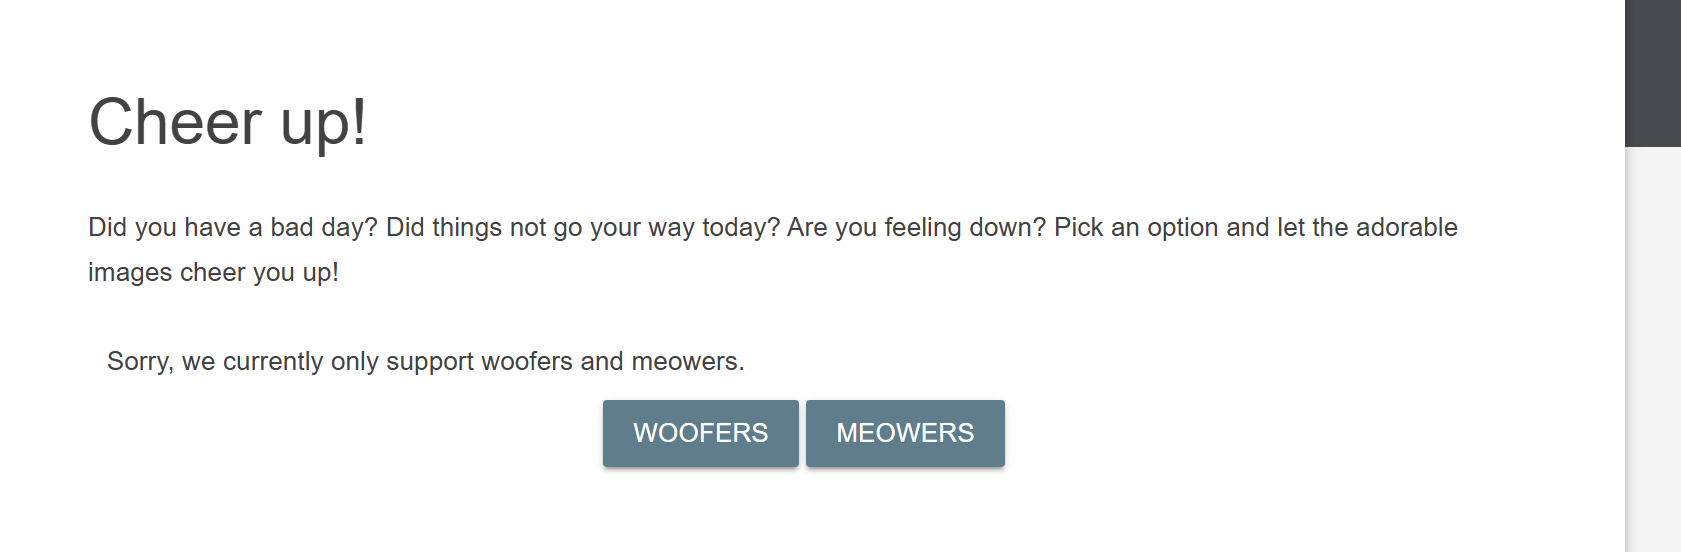 Cheer up!
Did you have a bad day? Did things not go your way today? Are you feeling down? Pick an option and let the adorable
images cheer you up!
Sorry, we currently only support woofers and meowers.
WOOFERS MEOWERS